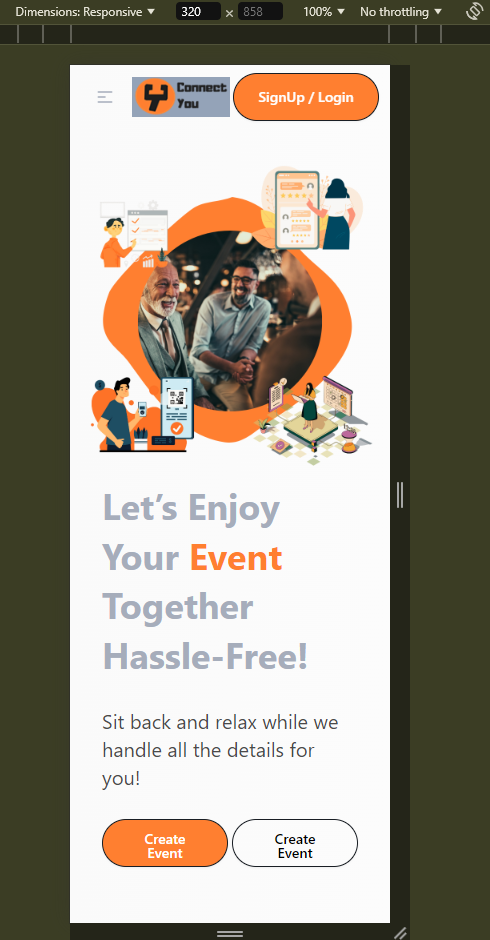 Dimensions: Responsive 320 × 858 100% No throttling
Connect
You
SignUp / Login
Let’s Enjoy
Your Event
Together
Hassle-Free!
Sit back and relax while we
handle all the details for
you!
Create
Event
Create
Event